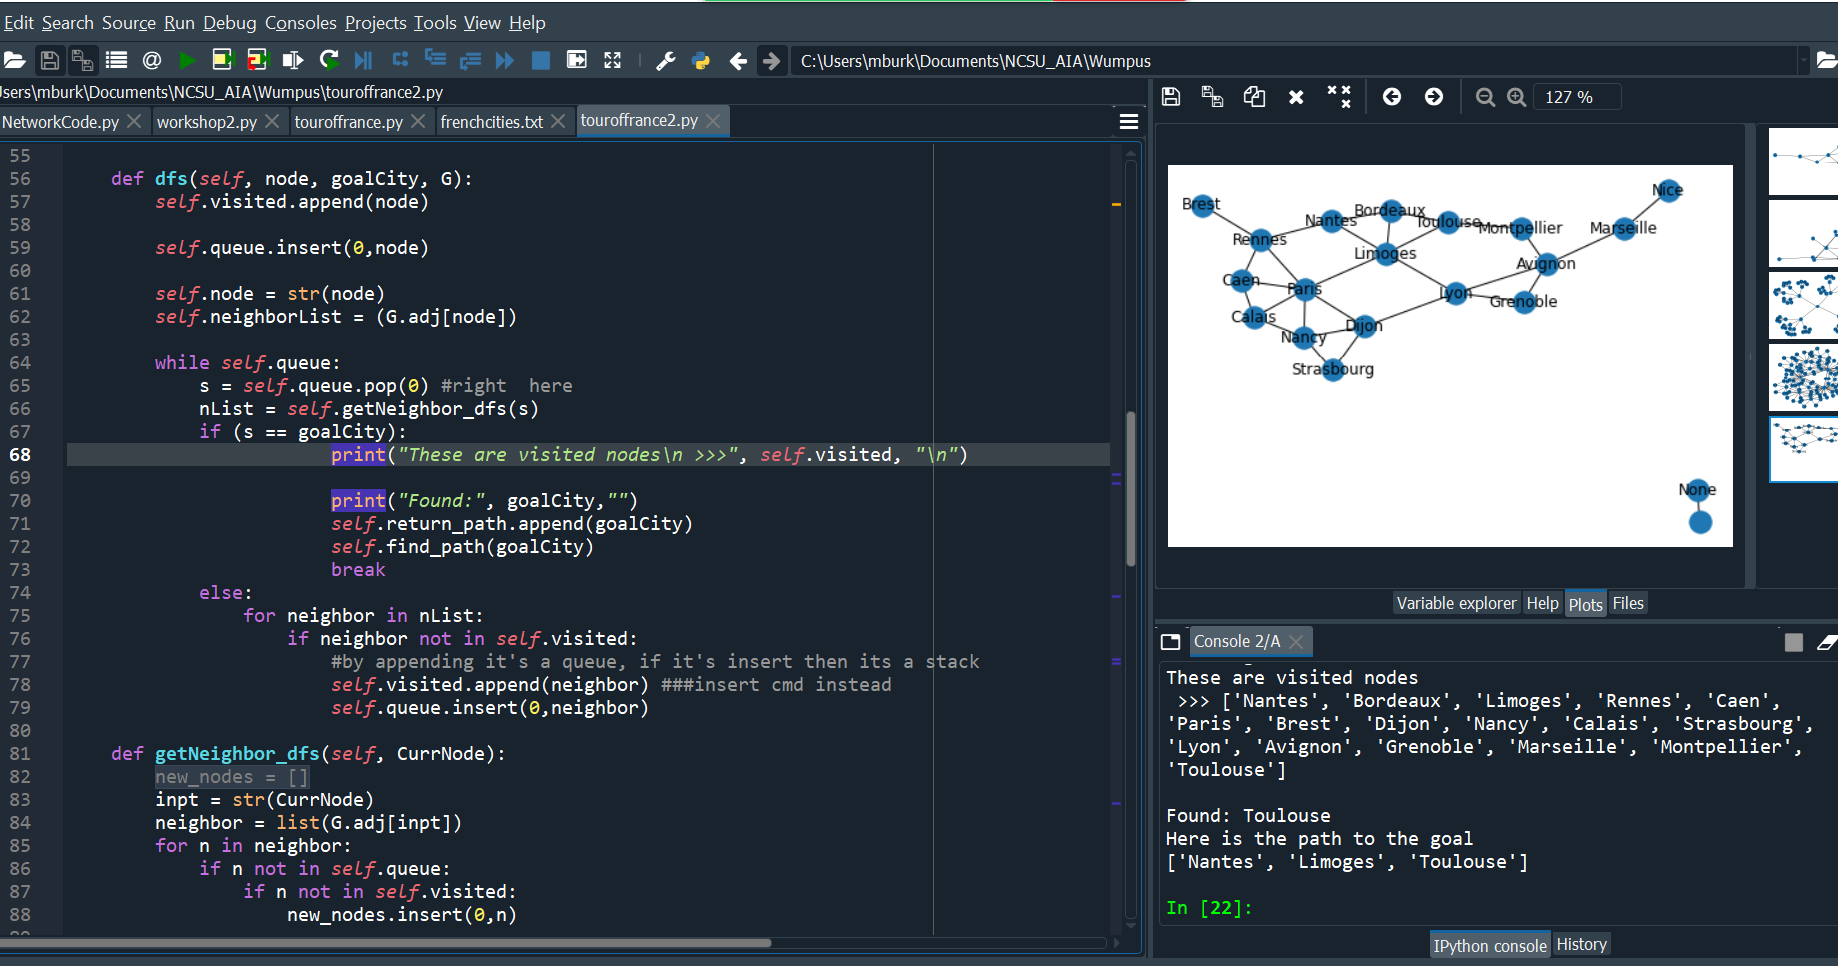 Edit Search Source Run Debug Consoles Projects Tools View Help
C:\Users\mburk\Documents\NCSU_AIA\Wumpus
sers\mburk\Documents\NCSU_AIA\Wumpus\touroffrance2.py
NetworkCode.py workshop2.py touroffrance.py frenchcities.txt touroffrance2.py
55
56 def dfs(self, node, goalCity, G):
57 self.visited.append(node)
58
59 self.queue.insert(0,node)
60
61 self.node = str(node)
62 self.neighborList = (G.adj[node])
63
64 while self.queue:
65 s = self.queue.pop(0) #right  here
66 nList = self.getNeighbor_dfs(s)
67 if (s == goalCity):
68 print("These are visited nodes\n >>>", self.visited, "\n")
69
70 print("Found:", goalCity,"")
71 self.return_path.append(goalCity)
72 self.find_path(goalCity)
73 break
74 else:
75 for neighbor in nList:
76 if neighbor not in self.visited:
77 #by appending it's a queue, if it's insert then its a stack
78 self.visited.append(neighbor) ###insert cmd instead
79 self.queue.insert(0,neighbor)
80
81 def getNeighbor_dfs(self, CurrNode):
82 new_nodes = []
83 inpt = str(CurrNode)
84 neighbor = list(G.adj[inpt])
85 for n in neighbor:
86 if n not in self.queue:
87 if n not in self.visited:
88 new_nodes.insert(0,n)
127 %
Nice
Brest
Bordeaux
Nantes
Toulouse
Montpellier
Marseille
Rennes
Limoges
Avignon
Caen
Paris
Lyon
Grenoble
Calais
Dijon
Nancy
Strasbourg
None
Variable explorer Help Plots Files
Console 2/A
These are visited nodes
>>> ['Nantes', 'Bordeaux', 'Limoges', 'Rennes', 'Caen',
'Paris', 'Brest', 'Dijon', 'Nancy', 'Calais', 'Strasbourg',
'Lyon', 'Avignon', 'Grenoble', 'Marseille', 'Montpellier',
'Toulouse']
Found: Toulouse
Here is the path to the goal
['Nantes', 'Limoges', 'Toulouse']
In [22]:
IPython console History